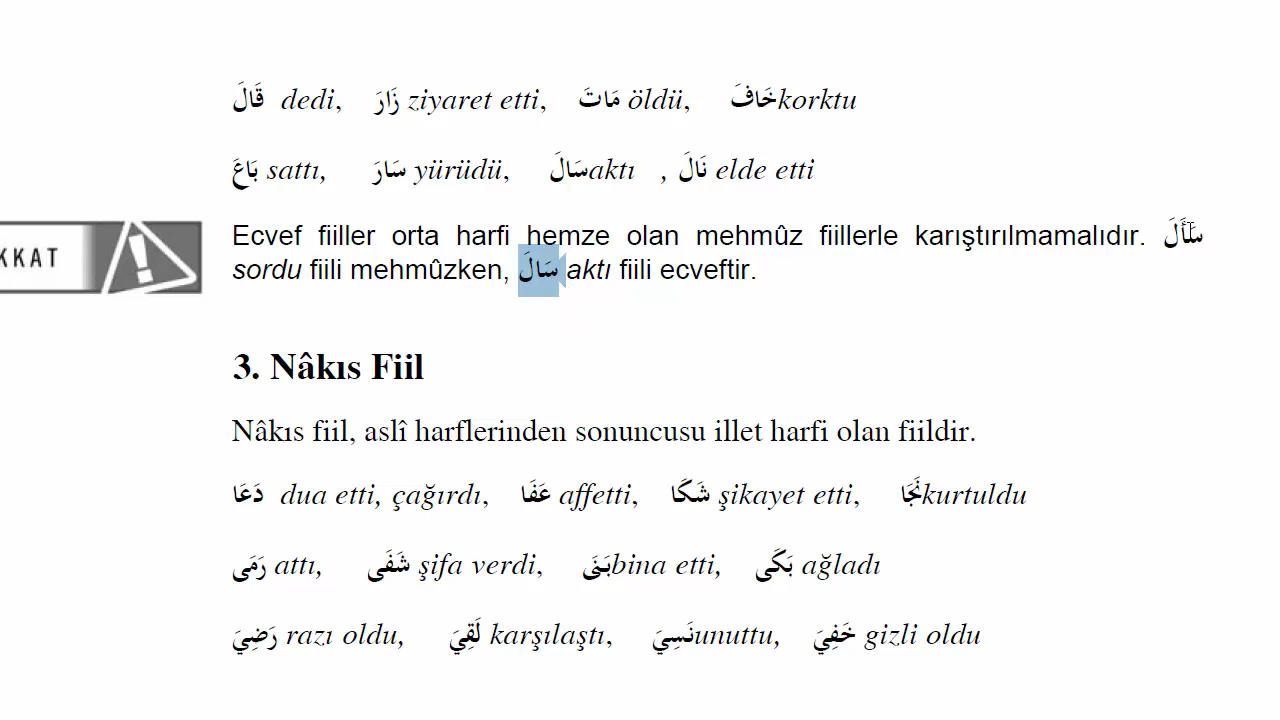 قَالَ dedi, زَارَ ziyaret etti, مَاتَ öldü, خَافَ korktu
بَاعَ sattı, سَارَ yürüdü, سَالَ aktı , نَالَ elde etti
KKAT
Ecvef fiiller orta harfi hemze olan mehmûz fiillerle karıştırılmamalıdır. سَأَلَ
sordu fiili mehmûzken, سَالَ aktı fiili ecveftir.
3. Nâkıs Fiil
Nâkıs fiil, aslî harflerinden sonuncusu illet harfi olan fiildir.
دَعَا dua etti, çağırdı, عَفَا affetti, شَكَا şikayet etti, نَجَا kurtuldu
رَمَى attı, شَفَى şifa verdi, بَنَى bina etti, بَكَى ağladı
رَضِيَ razı oldu, لَقِيَ karşılaştı, نَسِيَ unuttu, خَفِيَ gizli oldu